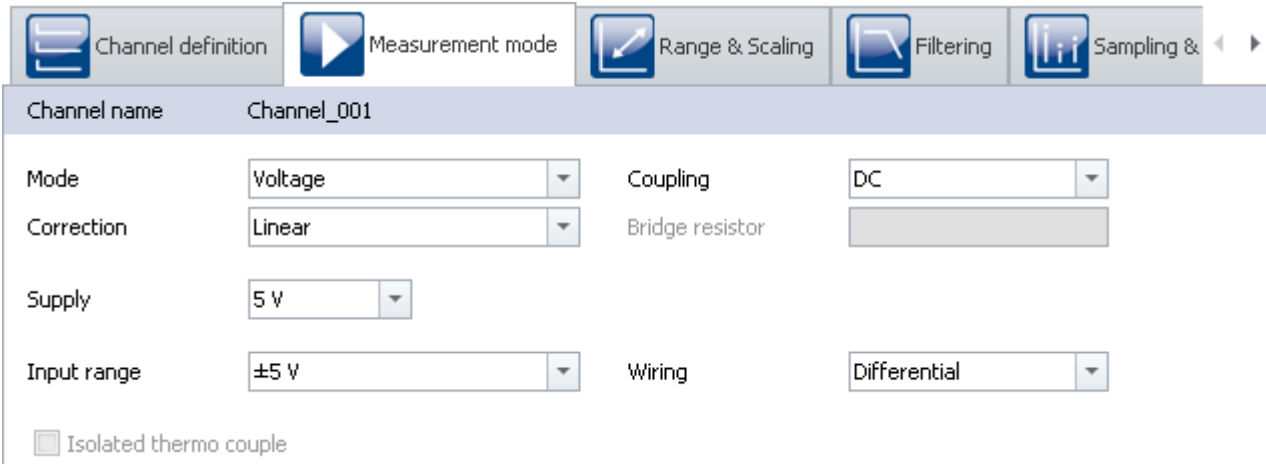 Channel definition Measurement mode Range & Scaling Filtering Sampling &
Channel name Channel_001
Mode Voltage Coupling DC
Correction Linear Bridge resistor
Supply 5 V
Input range ±5 V Wiring Differential
Isolated thermo couple